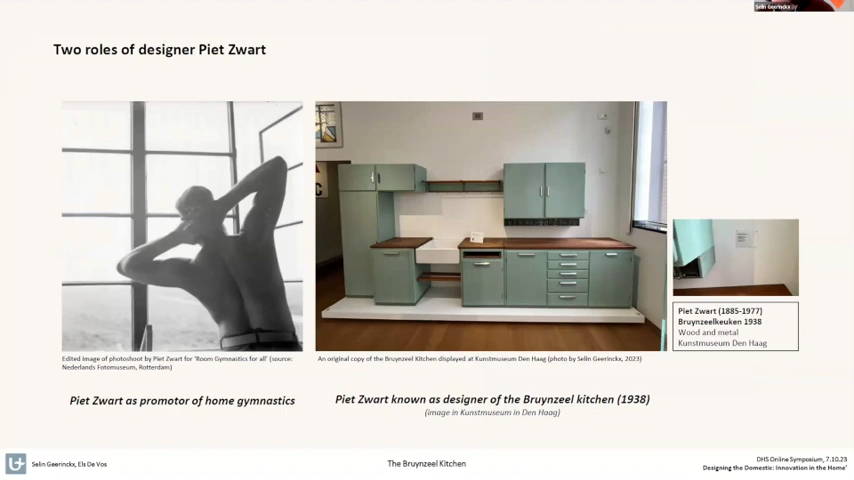 Selin Geerinckx
Two roles of designer Piet Zwart
Edited image of photoshoot by Piet Zwart for 'Room Gymnastics for all' (source:
Nederlands Fotomuseum, Rotterdam)
An original copy of the Bruynzeel Kitchen displayed at Kunstmuseum Den Haag (photo by Selin Geerinckx, 2023)
Piet Zwart (1885-1977)
Bruynzeelkeuken 1938
Wood and metal
Kunstmuseum Den Haag
Piet Zwart as promotor of home gymnastics
Piet Zwart known as designer of the Bruynzeel kitchen (1938)
(image in Kunstmuseum in Den Haag)
Selin Geerinckx, Els De Vos
The Bruynzeel Kitchen
DHS Online Symposium, 7.10.23
Designing the Domestic: Innovation in the Home'